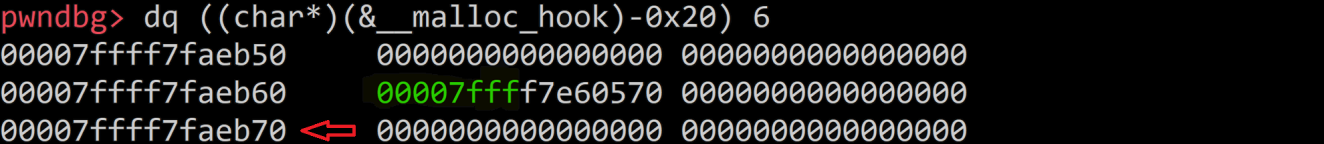 pwndbg> dq ((char*)(&__malloc_hook)-0x20) 6
00007ffff7faeb50 0000000000000000 0000000000000000
00007ffff7faeb60 00007ffff7e60570 0000000000000000
00007ffff7faeb70 0000000000000000 0000000000000000